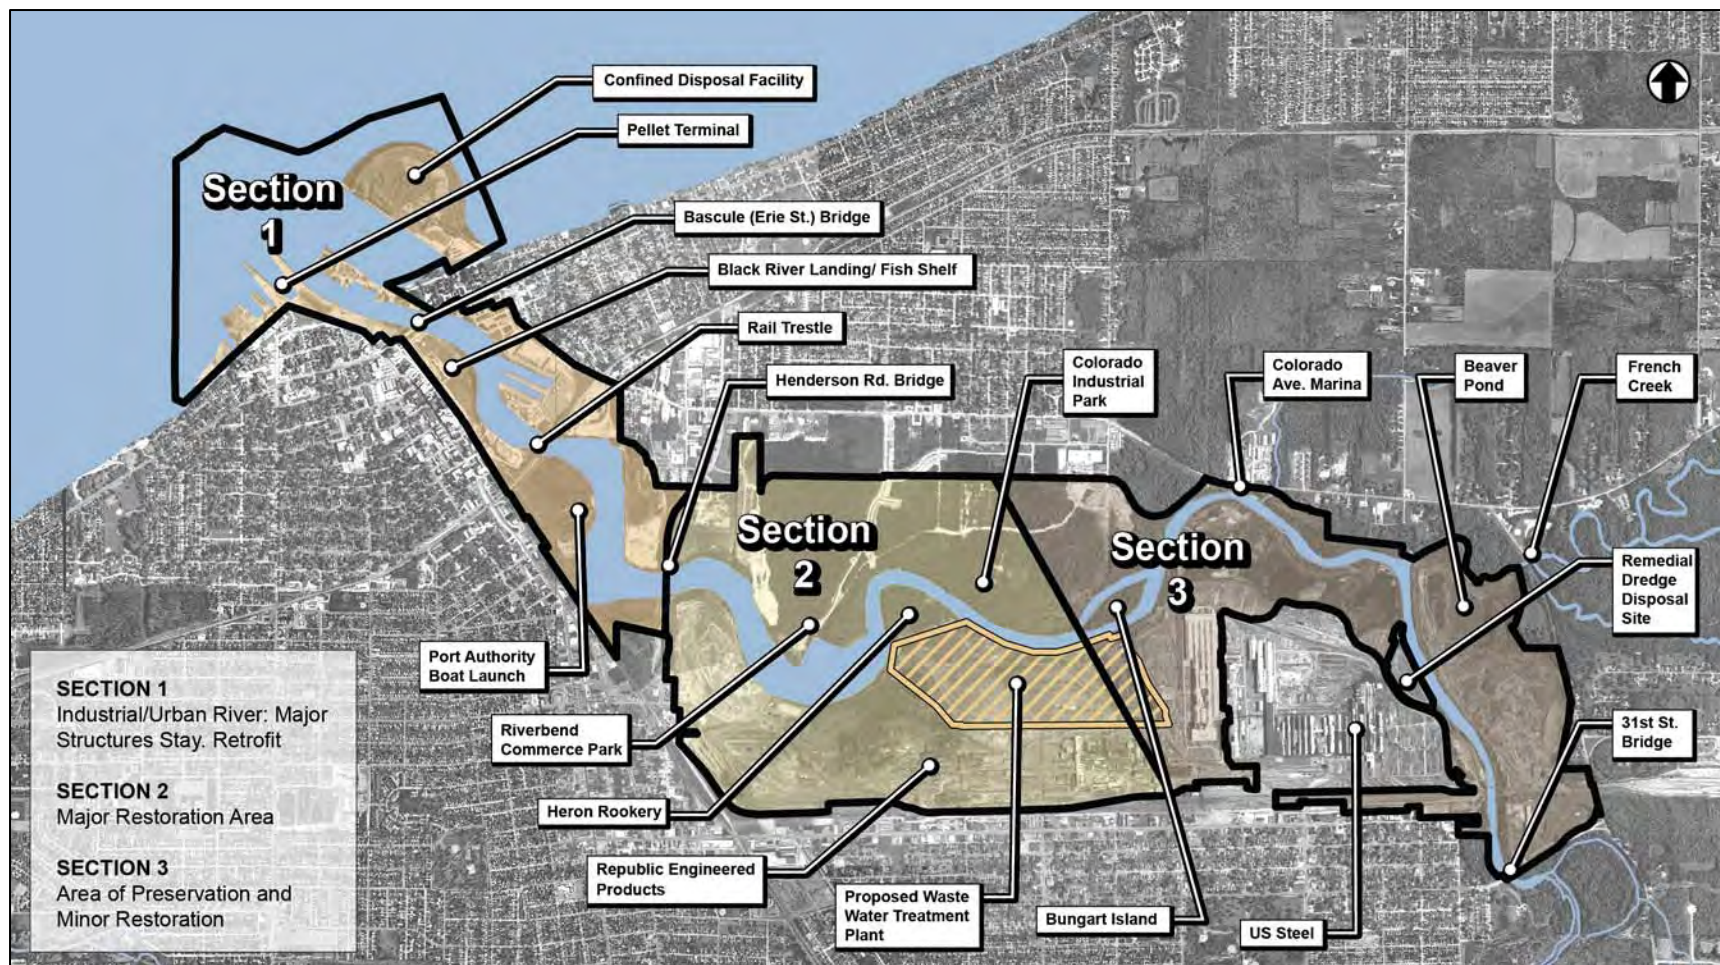 Confined Disposal Facility
Pellet Terminal
Section
1
Bascule (Erie St.) Bridge
Black River Landing/ Fish Shelf
Rail Trestle
Henderson Rd. Bridge
Colorado
Industrial
Park
Colorado
Ave. Marina
Beaver
Pond
French
Creek
Section
2
Section
3
Remedial
Dredge
Disposal
Site
Port Authority
Boat Launch
Riverbend
Commerce Park
31st St.
Bridge
Heron Rookery
Republic Engineered
Products
Proposed Waste
Water Treatment
Plant
Bungart Island
US Steel
SECTION 1
Industrial/Urban River: Major
Structures Stay. Retrofit
SECTION 2
Major Restoration Area
SECTION 3
Area of Preservation and
Minor Restoration